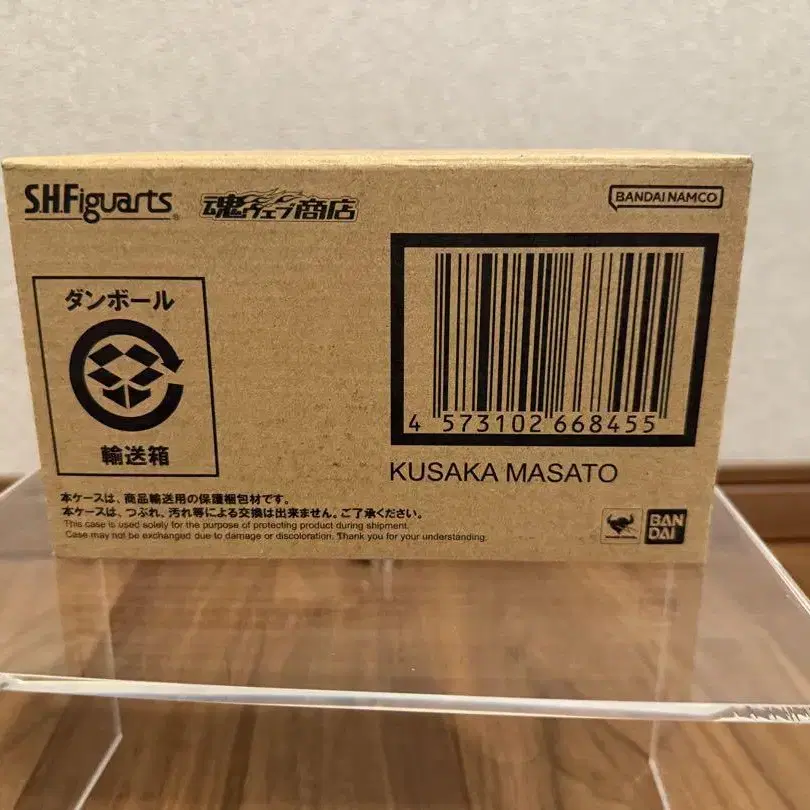 S.H.Figuarts
魂ウェブ商店
BANDAI NAMCO
ダンボール
輸送箱
4 573102 668455
KUSAKA MASATO
本ケースは、商品輸送用の保護梱包材です。
本ケースは、つぶれ、汚れ等による交換は出来ません。ご了承ください。
This case is used solely for the purpose of protecting product during shipment.
Case may not be exchanged due to damage or discoloration. Thank you for your understanding.
BAN
DAI